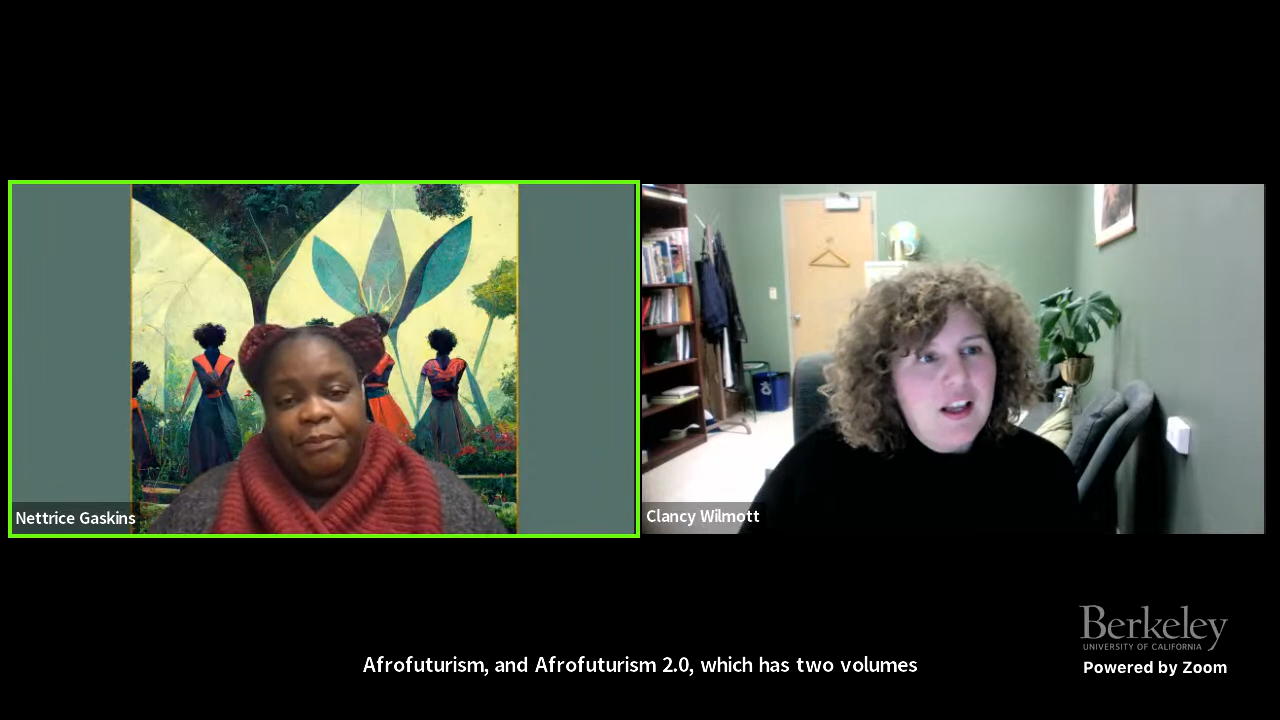 Nettrice Gaskins
Clancy Wilmott
Berkeley
UNIVERSITY OF CALIFORNIA
Powered by Zoom
Afrofuturism, and Afrofuturism 2.0, which has two volumes